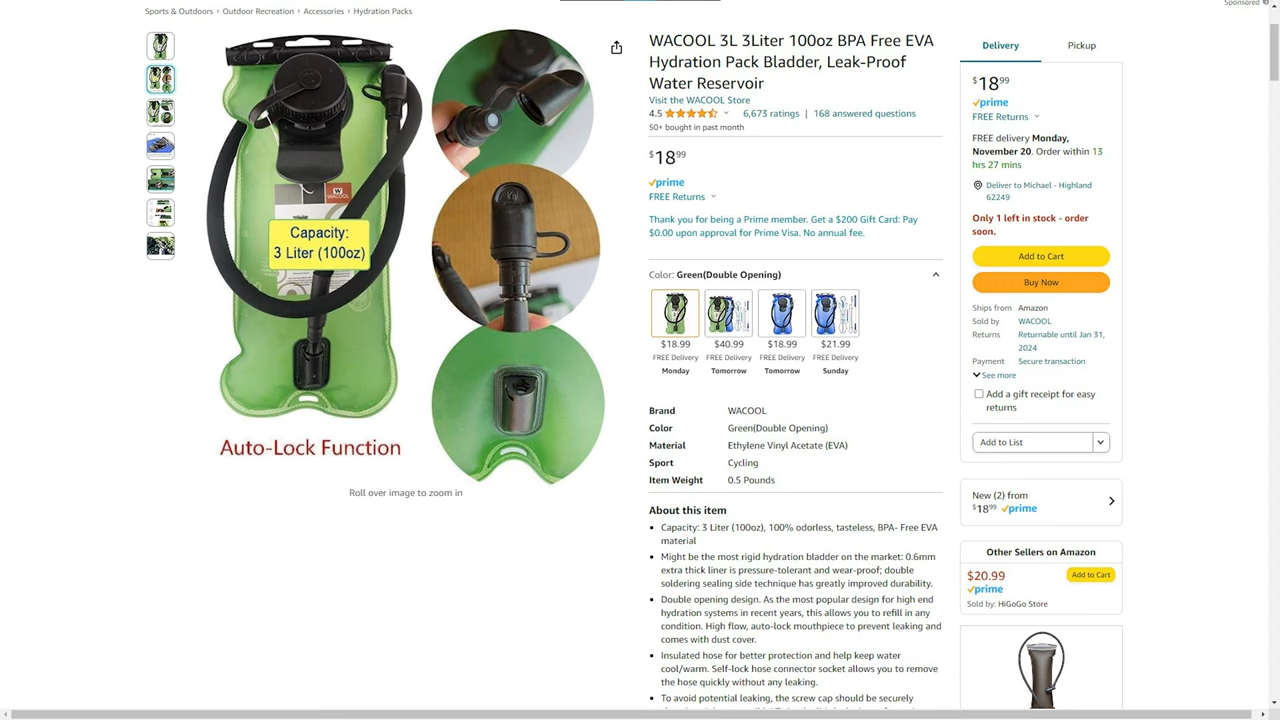 Sponsored
Sports & Outdoors › Outdoor Recreation › Accessories › Hydration Packs
WACOOL
Capacity:
3 Liter (100oz)
Auto-Lock Function
Roll over image to zoom in
WACOOL 3L 3Liter 100oz BPA Free EVA
Hydration Pack Bladder, Leak-Proof
Water Reservoir
Visit the WACOOL Store
4.5
6,673 ratings | 168 answered questions
50+ bought in past month
$18 99
prime
FREE Returns
Thank you for being a Prime member. Get a $200 Gift Card: Pay
$0.00 upon approval for Prime Visa. No annual fee.
Color: Green(Double Opening)
$18.99 $40.99 $18.99 $21.99
FREE Delivery FREE Delivery FREE Delivery FREE Delivery
Monday Tomorrow Tomorrow Sunday
Brand WACOOL
Color Green(Double Opening)
Material Ethylene Vinyl Acetate (EVA)
Sport Cycling
Item Weight 0.5 Pounds
About this item
• Capacity: 3 Liter (100oz), 100% odorless, tasteless, BPA- Free EVA
material
• Might be the most rigid hydration bladder on the market: 0.6mm
extra thick liner is pressure-tolerant and wear-proof; double
soldering sealing side technique has greatly improved durability.
• Double opening design. As the most popular design for high end
hydration systems in recent years, this allows you to refill in any
condition. High flow, auto-lock mouthpiece to prevent leaking and
comes with dust cover.
• Insulated hose for better protection and help keep water
cool/warm. Self-lock hose connector socket allows you to remove
the hose quickly without any leaking.
• To avoid potential leaking, the screw cap should be securely
Delivery Pickup
$18 99
prime
FREE Returns
FREE delivery Monday,
November 20. Order within 13
hrs 27 mins
Deliver to Michael - Highland
62249
Only 1 left in stock - order
soon.
Add to Cart
Buy Now
Ships from Amazon
Sold by WACOOL
Returns Returnable until Jan 31,
2024
Payment Secure transaction
See more
Add a gift receipt for easy
returns
Add to List
New (2) from
$18 99 prime
Other Sellers on Amazon
$20.99 Add to Cart
prime
Sold by: HiGoGo Store